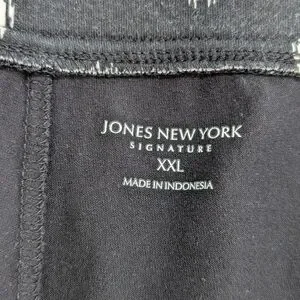 JONES NEW YORK
SIGNATURE
XXL
MADE IN INDONESIA